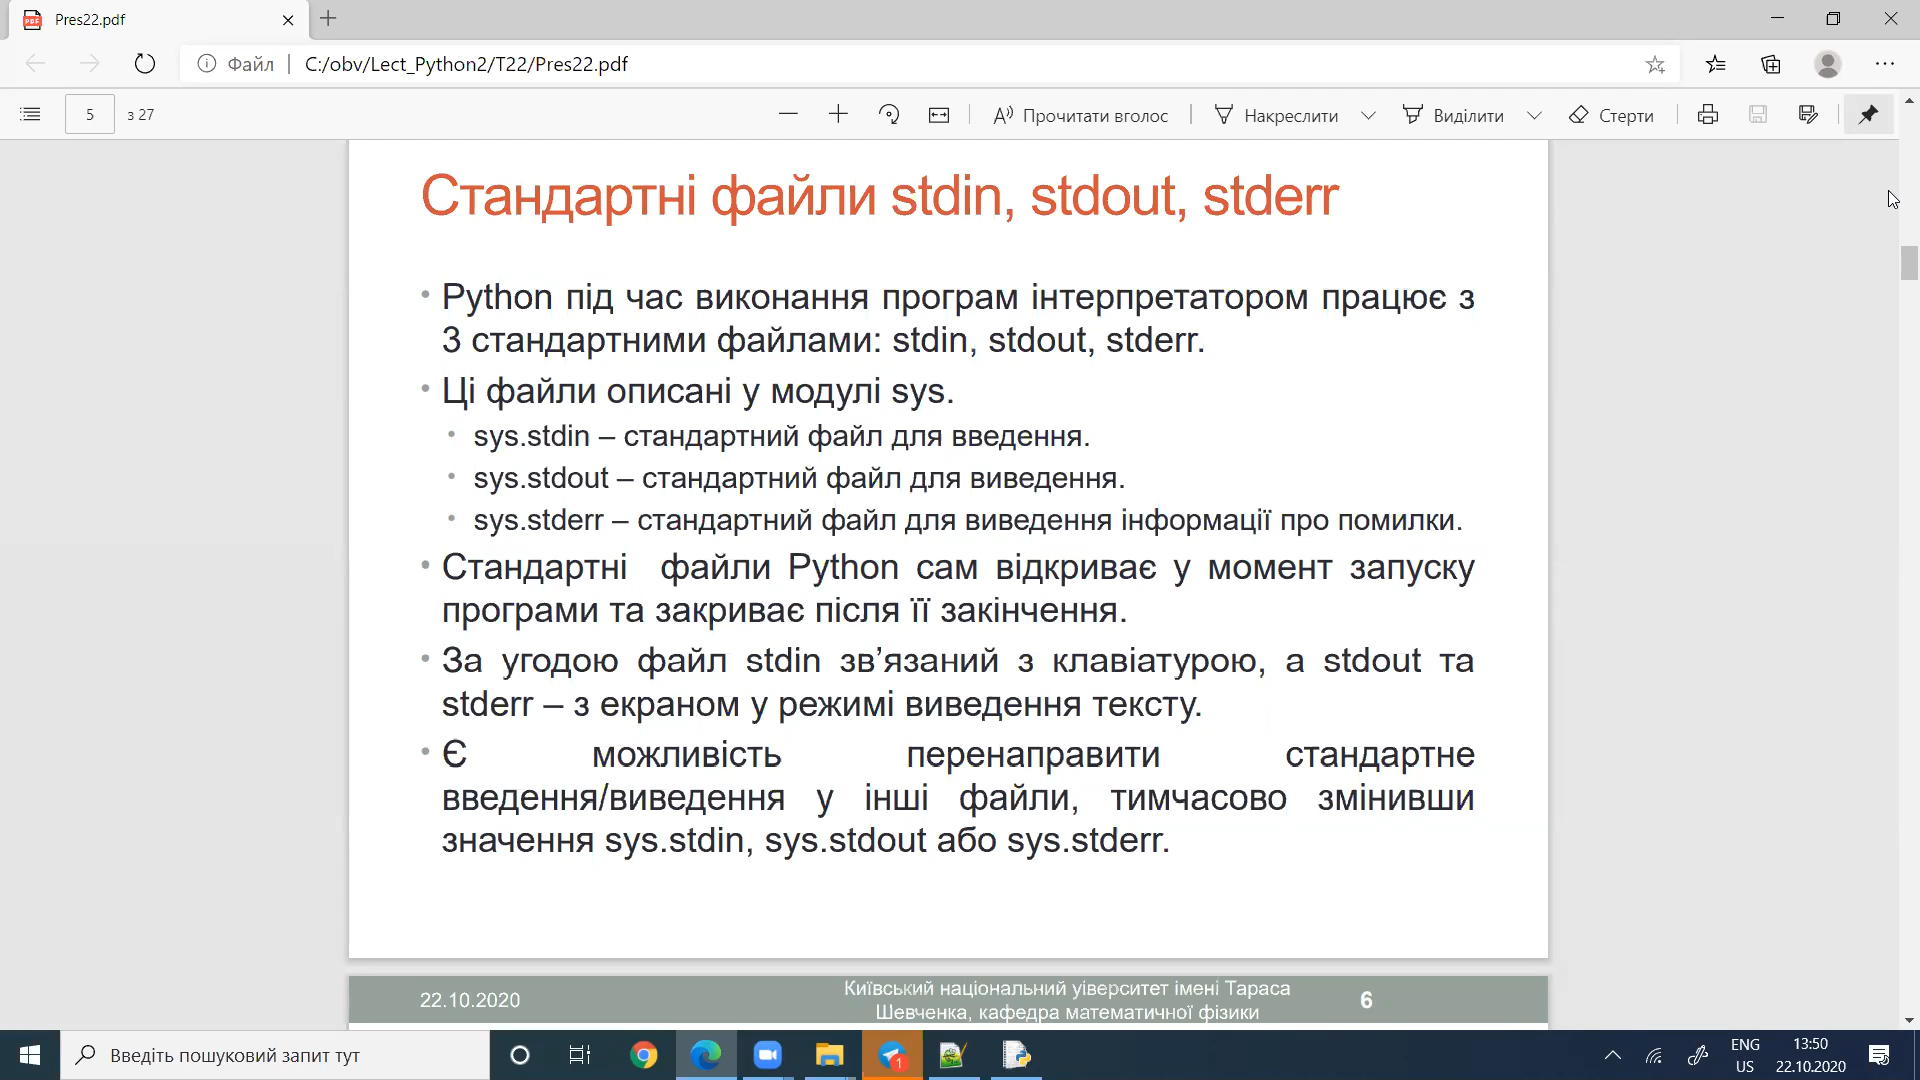 Pres22.pdf
Файл
C:/obv/Lect_Python2/T22/Pres22.pdf
5 з 27
Прочитати вголос
Накреслити
Виділити
Стерти
Стандартні файли stdin, stdout, stderr
• Python під час виконання програм інтерпретатором працює з
3 стандартними файлами: stdin, stdout, stderr.
• Ці файли описані у модулі sys.
• sys.stdin – стандартний файл для введення.
• sys.stdout – стандартний файл для виведення.
• sys.stderr – стандартний файл для виведення інформації про помилки.
• Стандартні файли Python сам відкриває у момент запуску
програми та закриває після її закінчення.
• За угодою файл stdin зв’язаний з клавіатурою, а stdout та
stderr – з екраном у режимі виведення тексту.
• Є можливість перенаправити стандартне
введення/виведення у інші файли, тимчасово змінивши
значення sys.stdin, sys.stdout або sys.stderr.
22.10.2020
Київський національний уіверситет імені Тараса
Шевченка, кафедра математичної фізики
6
Введіть пошуковий запит тут
1
ENG
US
13:50
22.10.2020